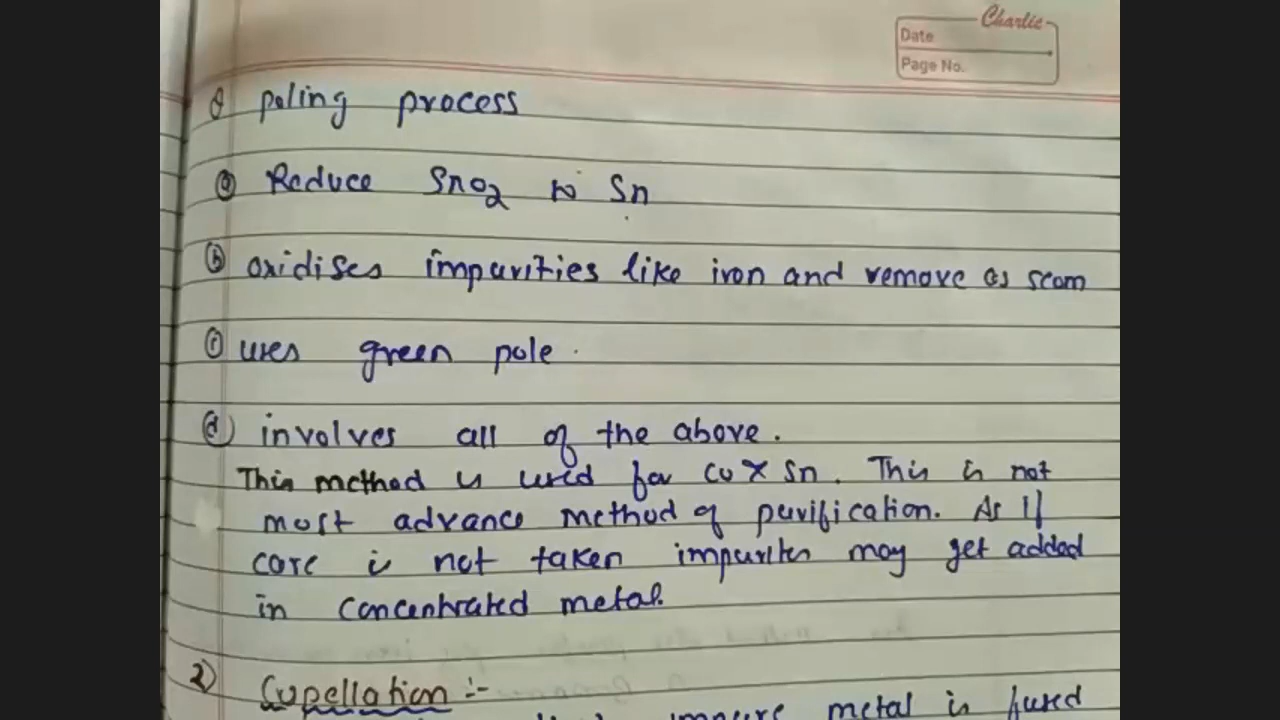 Charlie
Date
Page No.
poling process
(a) Reduce SnO2 to Sn
(b) oxidises impurities like iron and remove as scom
(c) uses green pole.
(d) involves all of the above.
This method is used for cu & Sn. This is not
most advance method of purification. As if
care is not taken impurites may get added
in concentrated metal.
2) Cupellation :-
impure metal is fused